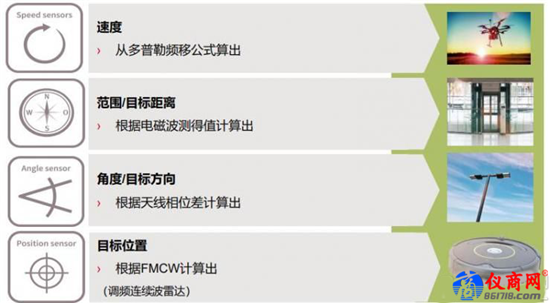 Speed sensors
速度
› 从多普勒频移公式算出
N
W
O
S
范围/目标距离
› 根据电磁波测得值计算出
Angle sensor
角度/目标方向
› 根据天线相位差计算出
Position sensor
目标位置
› 根据FMCW计算出
（调频连续波雷达）
仪商网®
861718.com